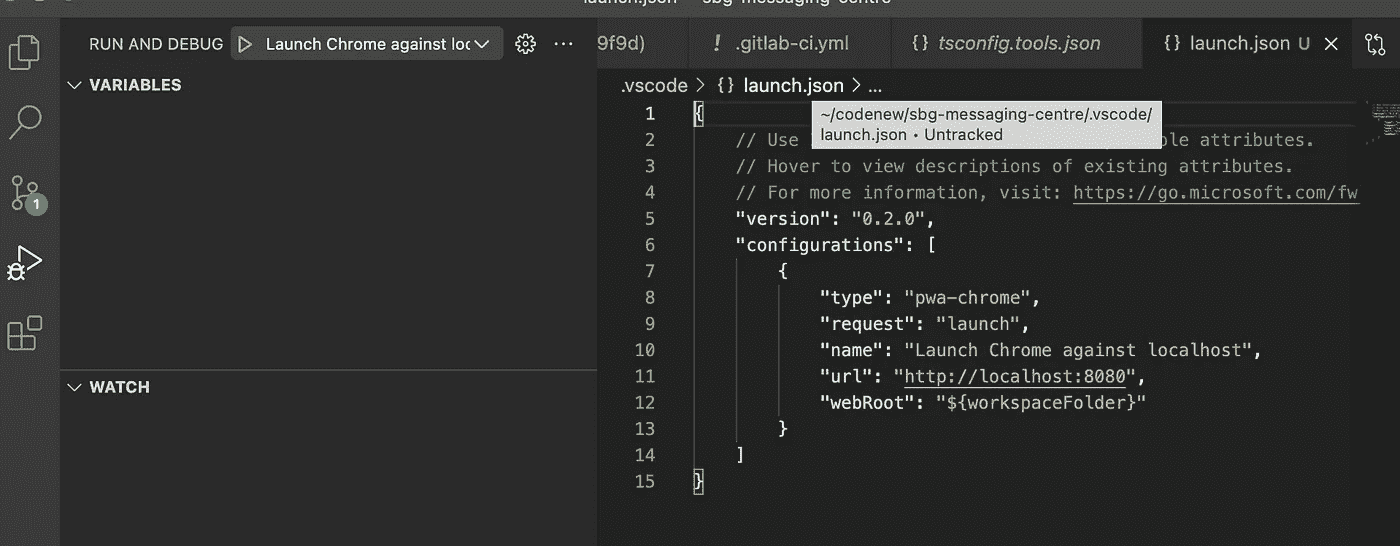 launch.json — sbg-messaging-centre
RUN AND DEBUG Launch Chrome against loc
VARIABLES
WATCH
1
9f9d) .gitlab-ci.yml {} tsconfig.tools.json {} launch.json U
.vscode > {} launch.json > ...
~/codenew/sbg-messaging-centre/.vscode/
launch.json • Untracked
1 {
2 // Use ble attributes.
3 // Hover to view descriptions of existing attributes.
4 // For more information, visit: https://go.microsoft.com/fw
5 "version": "0.2.0",
6 "configurations": [
7 {
8 "type": "pwa-chrome",
9 "request": "launch",
10 "name": "Launch Chrome against localhost",
11 "url": "http://localhost:8080",
12 "webRoot": "${workspaceFolder}"
13 }
14 ]
15 }